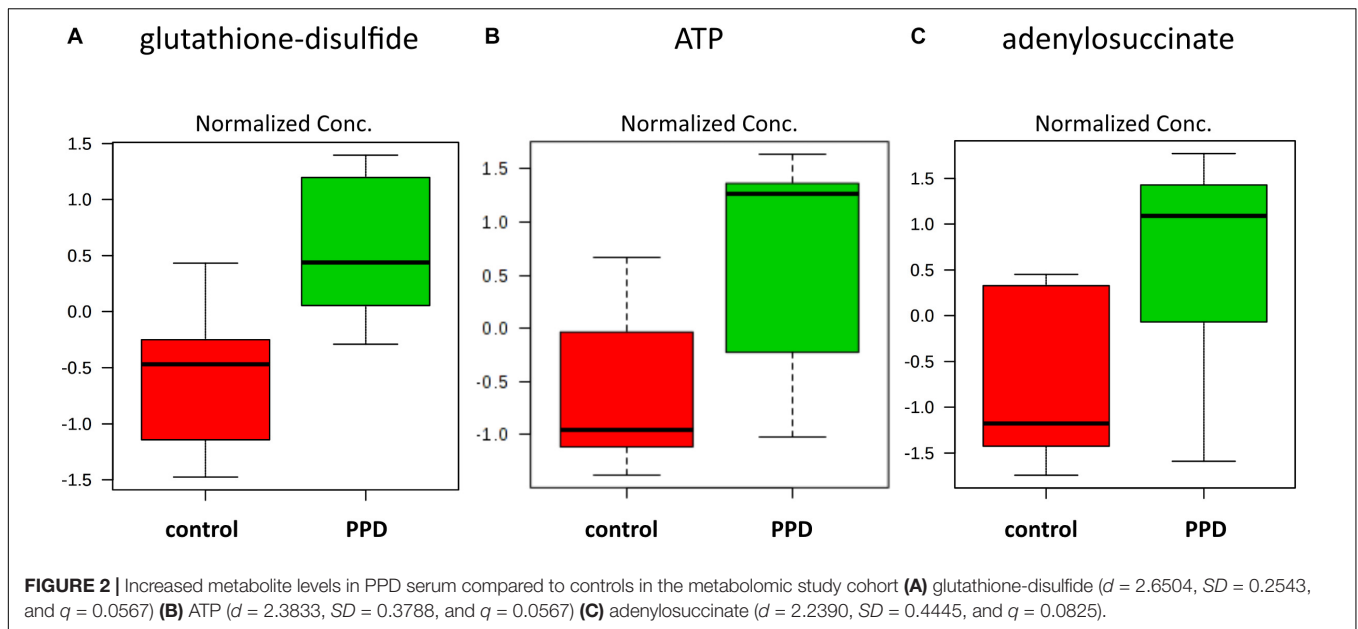 A glutathione-disulfide
Normalized Conc.
1.5
1.0
0.5
0.0
-0.5
-1.0
-1.5
control PPD
B ATP
Normalized Conc.
1.5
1.0
0.5
0.0
-0.5
-1.0
control PPD
C adenylosuccinate
Normalized Conc.
1.5
1.0
0.5
0.0
-0.5
-1.0
-1.5
control PPD
FIGURE 2 | Increased metabolite levels in PPD serum compared to controls in the metabolomic study cohort (A) glutathione-disulfide (d = 2.6504, SD = 0.2543,
and q = 0.0567) (B) ATP (d = 2.3833, SD = 0.3788, and q = 0.0567) (C) adenylosuccinate (d = 2.2390, SD = 0.4445, and q = 0.0825).